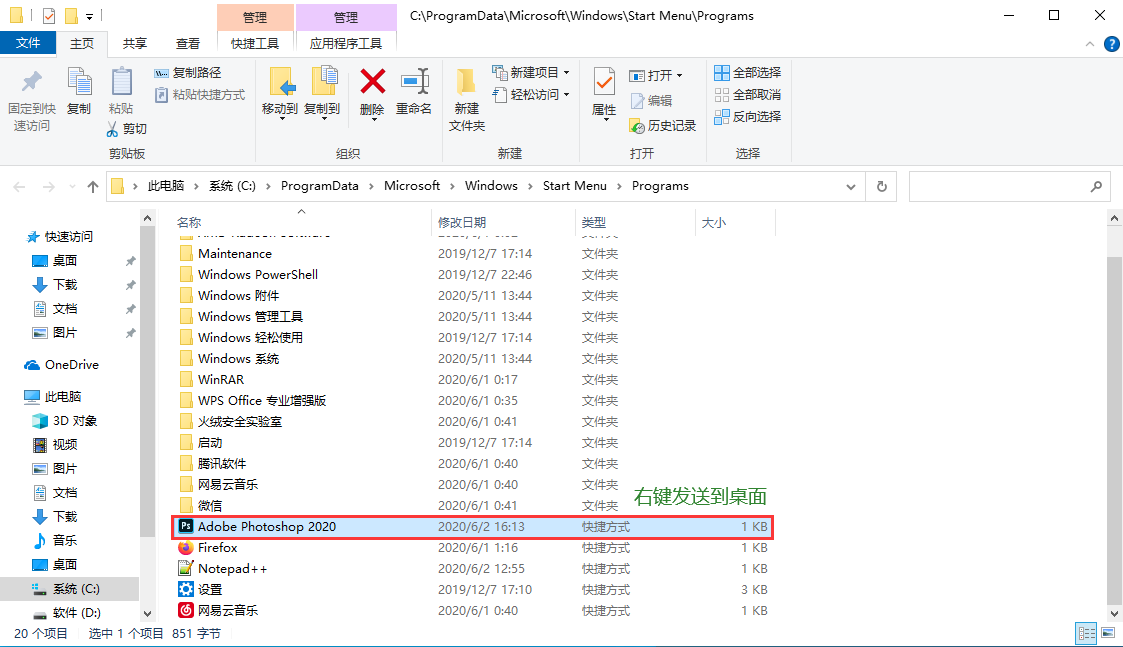 管理
管理
C:\ProgramData\Microsoft\Windows\Start Menu\Programs
文件
主页
共享
查看
快捷工具
应用程序工具
固定到快速访问
复制
粘贴
复制路径
粘贴快捷方式
剪切
剪贴板
移动到
复制到
删除
重命名
组织
新建
文件夹
新建项目
轻松访问
新建
属性
打开
编辑
历史记录
打开
全部选择
全部取消
反向选择
选择
此电脑 › 系统 (C:) › ProgramData › Microsoft › Windows › Start Menu › Programs
快速访问
桌面
下载
文档
图片
OneDrive
此电脑
3D 对象
视频
图片
文档
下载
音乐
桌面
系统 (C:)
软件 (D:)
名称 修改日期 类型 大小
Maintenance 2019/12/7 17:14 文件夹
Windows PowerShell 2019/12/7 22:46 文件夹
Windows 附件 2020/5/11 13:44 文件夹
Windows 管理工具 2020/5/11 13:44 文件夹
Windows 轻松使用 2019/12/7 17:14 文件夹
Windows 系统 2020/5/11 13:44 文件夹
WinRAR 2020/6/1 0:17 文件夹
WPS Office 专业增强版 2020/6/1 0:35 文件夹
火绒安全实验室 2020/6/1 0:41 文件夹
启动 2019/12/7 17:14 文件夹
腾讯软件 2020/6/1 0:40 文件夹
网易云音乐 2020/6/1 0:40 文件夹
微信 2020/6/1 0:41 文件夹
右键发送到桌面
Ps Adobe Photoshop 2020 2020/6/2 16:13 快捷方式 1 KB
Firefox 2020/6/1 1:16 快捷方式 1 KB
Notepad++ 2020/6/2 12:55 快捷方式 1 KB
设置 2019/12/7 17:10 快捷方式 3 KB
网易云音乐 2020/6/1 0:40 快捷方式 1 KB
20 个项目 选中 1 个项目 851 字节